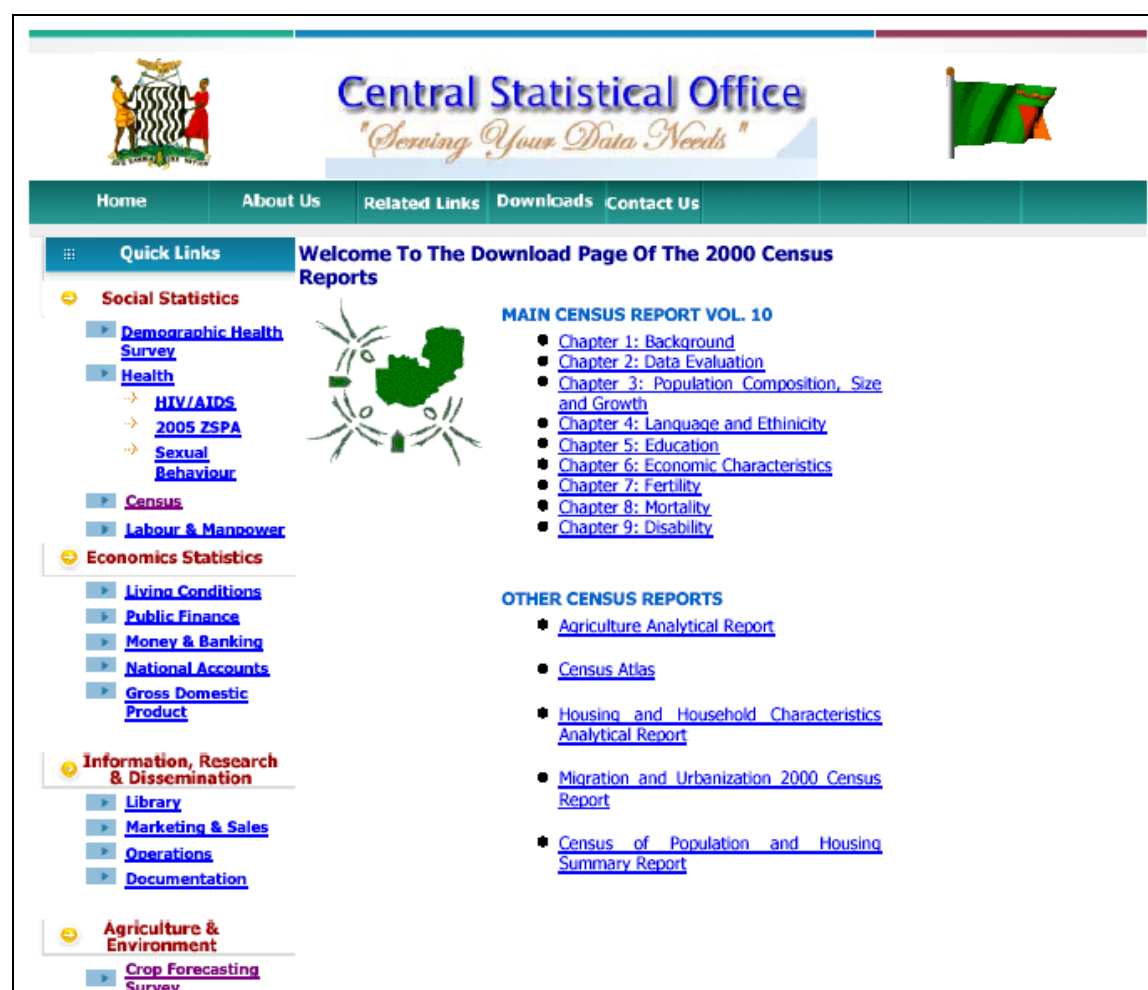 Central Statistical Office
"Serving Your Data Needs"
Home About Us Related Links Downloads Contact Us
Quick Links
Social Statistics
Demographic Health
Survey
Health
HIV/AIDS
2005 ZSPA
Sexual
Behaviour
Census
Labour & Manpower
Economics Statistics
Living Conditions
Public Finance
Money & Banking
National Accounts
Gross Domestic
Product
Information, Research
& Dissemination
Library
Marketing & Sales
Operations
Documentation
Agriculture &
Environment
Crop Forecasting
Survey
Welcome To The Download Page Of The 2000 Census
Reports
MAIN CENSUS REPORT VOL. 10
Chapter 1: Background
Chapter 2: Data Evaluation
Chapter 3: Population Composition, Size
and Growth
Chapter 4: Language and Ethinicity
Chapter 5: Education
Chapter 6: Economic Characteristics
Chapter 7: Fertility
Chapter 8: Mortality
Chapter 9: Disability
OTHER CENSUS REPORTS
Agriculture Analytical Report
Census Atlas
Housing and Household Characteristics
Analytical Report
Migration and Urbanization 2000 Census
Report
Census of Population and Housing
Summary Report